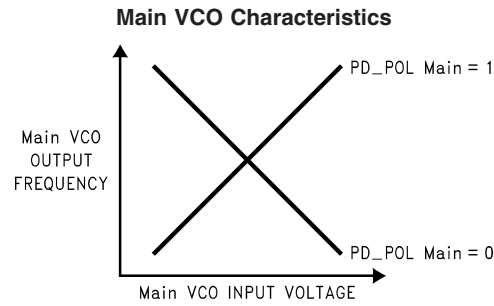 Main VCO Characteristics
PD_POL Main = 1
Main VCO
OUTPUT
FREQUENCY
PD_POL Main = 0
Main VCO INPUT VOLTAGE